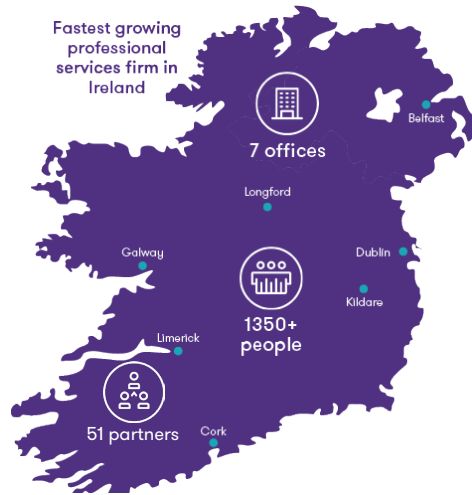 Fastest growing
professional
services firm in
Ireland
7 offices
Belfast
Longford
Galway
Dublin
Kildare
1350+
people
Limerick
51 partners
Cork